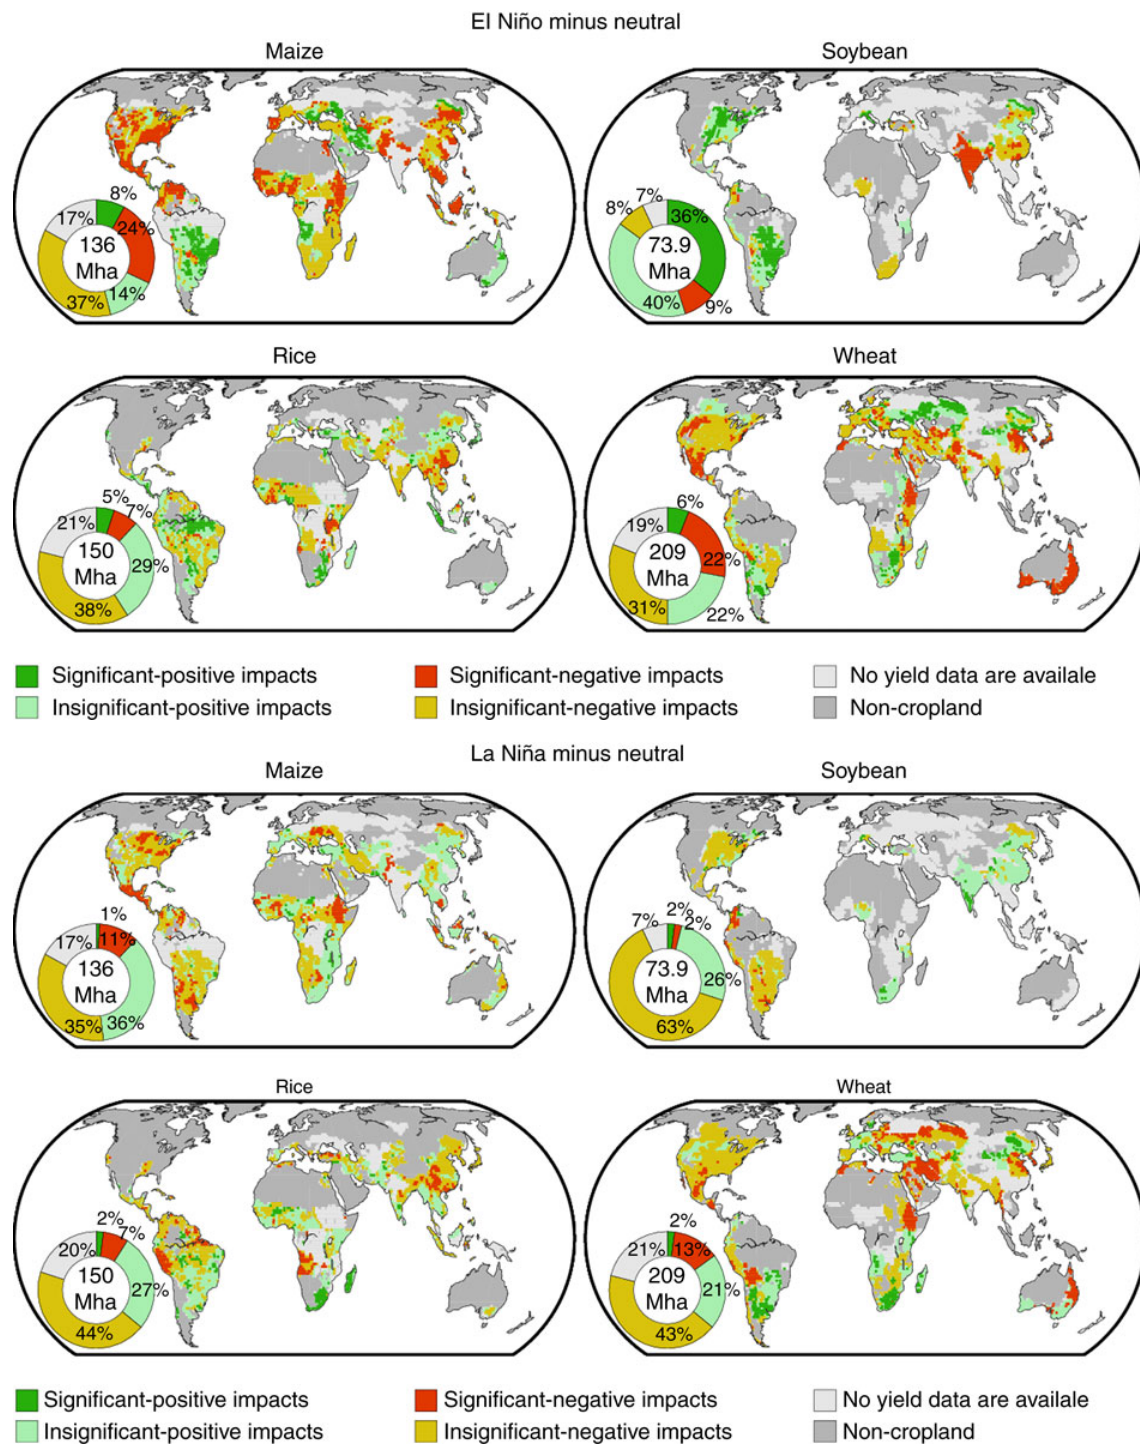 El Niño minus neutral
Maize
Soybean
8%
17%
24%
136
Mha
37%
14%
7%
8%
36%
73.9
Mha
40%
9%
Rice
Wheat
5%
7%
21%
150
Mha
29%
38%
6%
19%
22%
209
Mha
31%
22%
Significant-positive impacts
Significant-negative impacts
No yield data are availale
Insignificant-positive impacts
Insignificant-negative impacts
Non-cropland
La Niña minus neutral
Maize
Soybean
1%
17%
11%
136
Mha
35%
36%
2%
7%
2%
73.9
Mha
26%
63%
Rice
Wheat
2%
7%
20%
150
Mha
27%
44%
2%
21%
13%
209
Mha
21%
43%
Significant-positive impacts
Significant-negative impacts
No yield data are availale
Insignificant-positive impacts
Insignificant-negative impacts
Non-cropland